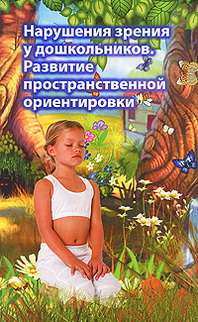 Нарушения зрения
у дошкольников.
Развитие
пространственной
ориентировки